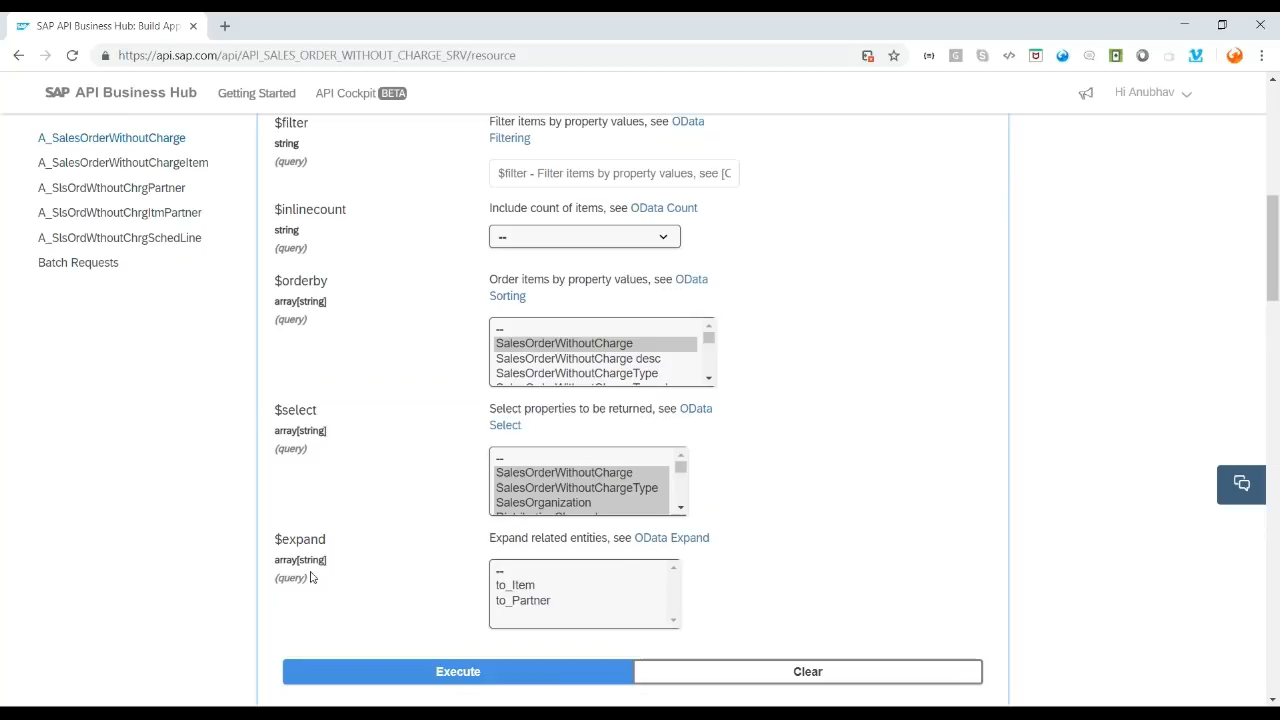 SAP API Business Hub: Build App
https://api.sap.com/api/API_SALES_ORDER_WITHOUT_CHARGE_SRV/resource
SAP API Business Hub
Getting Started
API Cockpit BETA
Hi Anubhav
A_SalesOrderWithoutCharge
A_SalesOrderWithoutChargeItem
A_SlsOrdWthoutChrgPartner
A_SlsOrdWthoutChrgItmPartner
A_SlsOrdWthoutChrgSchedLine
Batch Requests
$filter
string
(query)
Filter items by property values, see OData
Filtering
$filter - Filter items by property values, see [O
$inlinecount
string
(query)
Include count of items, see OData Count
--
$orderby
array[string]
(query)
Order items by property values, see OData
Sorting
--
SalesOrderWithoutCharge
SalesOrderWithoutCharge desc
SalesOrderWithoutChargeType
$select
array[string]
(query)
Select properties to be returned, see OData
Select
--
SalesOrderWithoutCharge
SalesOrderWithoutChargeType
SalesOrganization
$expand
array[string]
(query)
Expand related entities, see OData Expand
--
to_Item
to_Partner
Execute
Clear